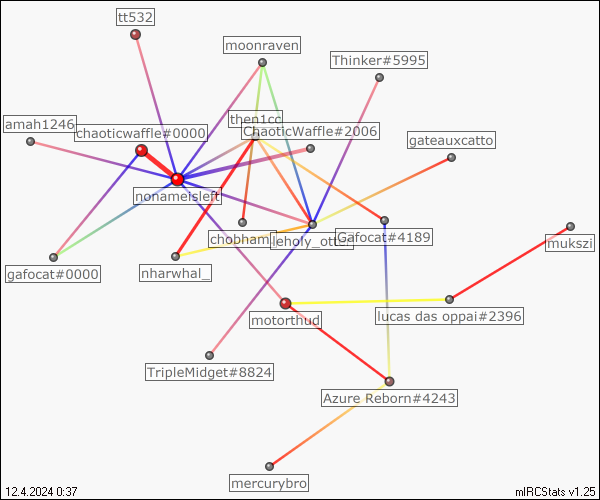 tt532
moonraven
Thinker#5995
amah1246
chaoticwaffle#0000
then1cc
ChaoticWaffle#2006
gateauxcatto
nonameisleft
chobham
leholy_otter
Gafocat#4189
mukszi
gafocat#0000
nharwhal_
motorthud
lucas das oppai#2396
TripleMidget#8824
Azure Reborn#4243
mercurybro
12.4.2024 0:37
mIRCStats v1.25